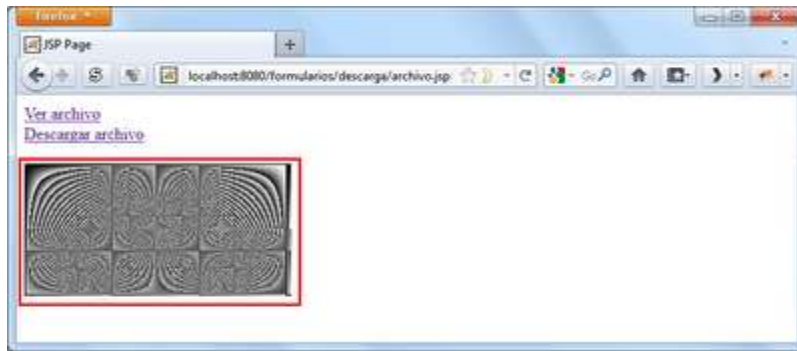 Firefox
JSP Page
localhost:8080/formularios/descarga/archivo.jsp
Ver archivo
Descargar archivo